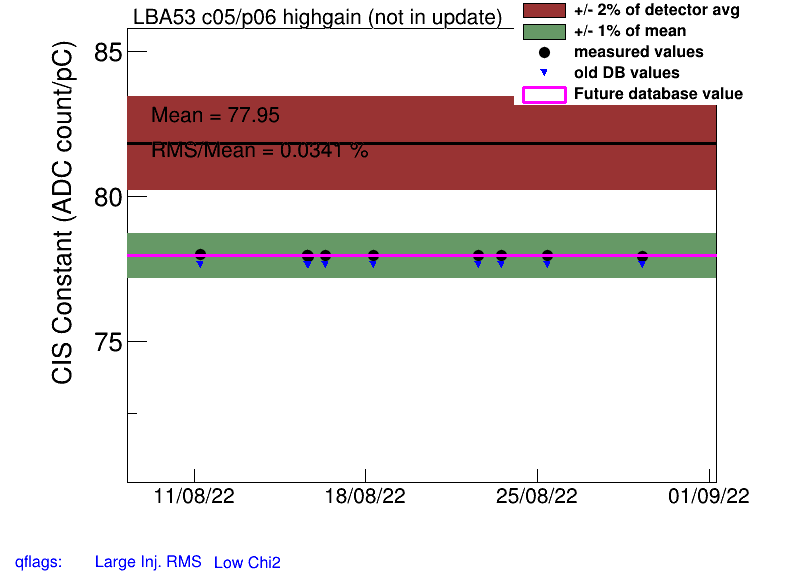 LBA53 c05/p06 highgain (not in update)
+/- 2% of detector avg
+/- 1% of mean
measured values
old DB values
Future database value
Mean = 77.95
RMS/Mean = 0.0341 %
CIS Constant (ADC count/pC)
85
80
75
11/08/22 18/08/22 25/08/22 01/09/22
qflags: Large Inj. RMS Low Chi2